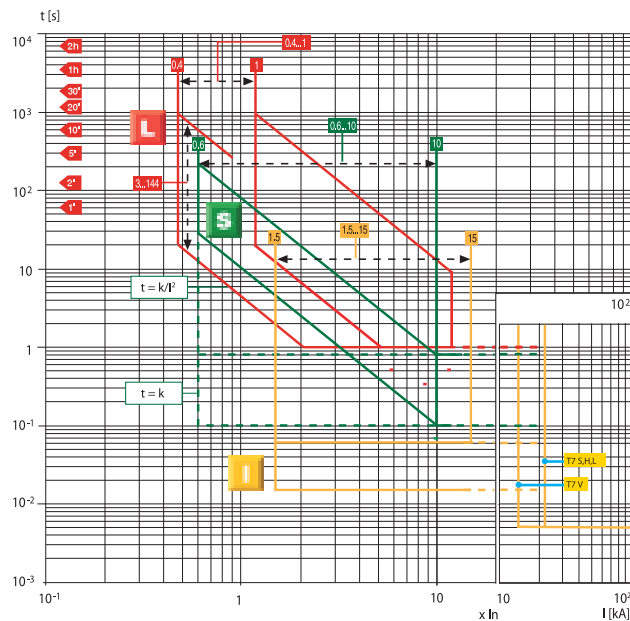 t [s]
10⁴
2h
1h
30'
20'
10'
5'
2'
1'
0.4...1
0.4
1
L
0.6...10
0.6
10
3...144
S
1.5...15
1.5
15
t = k/I²
t = k
I
10³
10²
10
1
10⁻¹
10⁻²
10⁻³
10²
T7 S,H,L
T7 V
10⁻¹
1
10
x In
10
10²
I [kA]